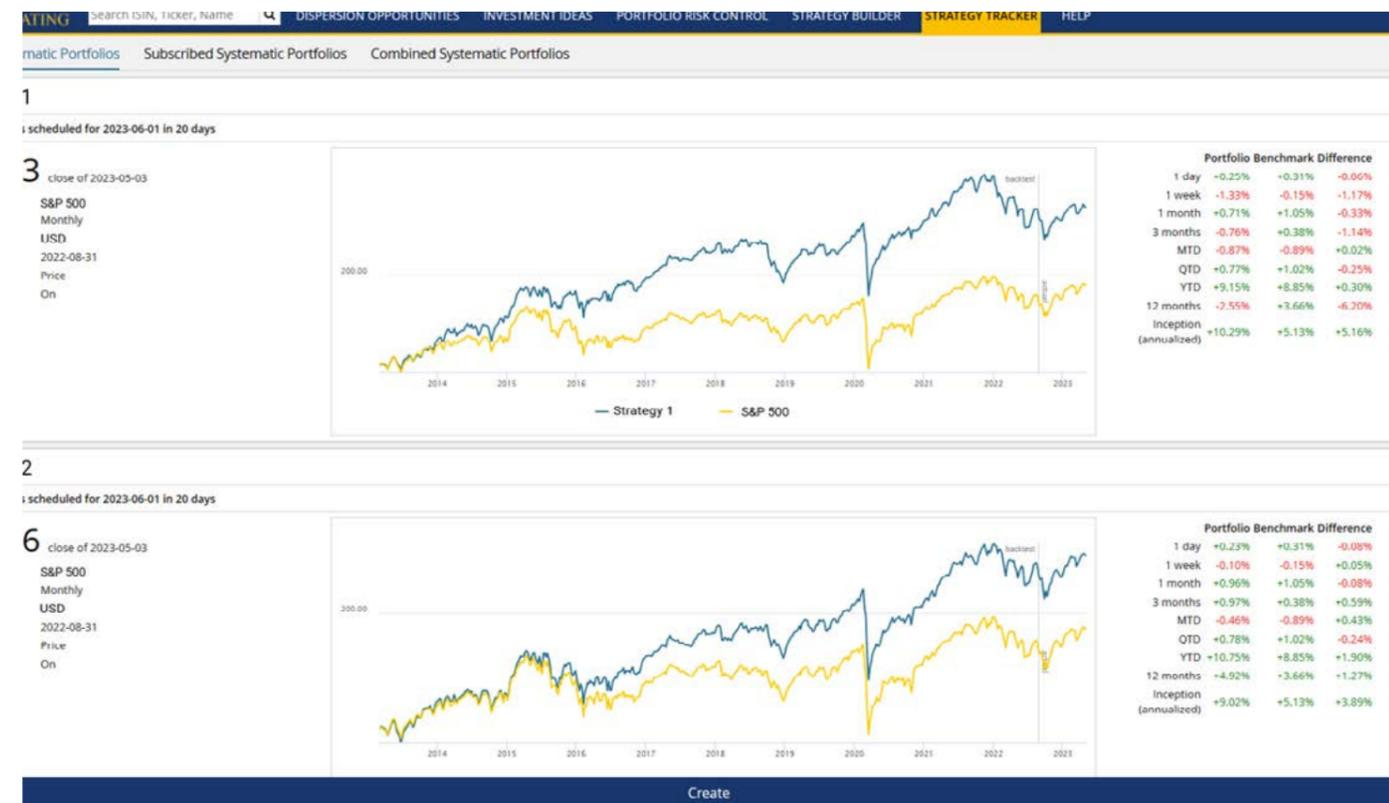 ATING Search ISIN, Ticker, Name DISPERSION OPPORTUNITIES INVESTMENT IDEAS PORTFOLIO RISK CONTROL STRATEGY BUILDER STRATEGY TRACKER HELP
matic Portfolios Subscribed Systematic Portfolios Combined Systematic Portfolios
1
s scheduled for 2023-06-01 in 20 days
3 close of 2023-05-03
S&P 500
Monthly
USD
2022-08-31
Price
On
backtest
200.00
2014 2015 2016 2017 2018 2019 2020 2021 2022 2023
Strategy 1 S&P 500
Portfolio Benchmark Difference
1 day +0.25% +0.31% -0.06%
1 week -1.33% -0.15% -1.17%
1 month +0.71% +1.05% -0.33%
3 months -0.76% +0.38% -1.14%
MTD -0.87% -0.89% +0.02%
QTD +0.77% +1.02% -0.25%
YTD +9.15% +8.85% +0.30%
12 months -2.55% +3.66% -6.20%
Inception
(annualized) +10.29% +5.13% +5.16%
2
s scheduled for 2023-06-01 in 20 days
6 close of 2023-05-03
S&P 500
Monthly
USD
2022-08-31
Price
On
backtest
200.00
2014 2015 2016 2017 2018 2019 2020 2021 2022 2023
Portfolio Benchmark Difference
1 day +0.23% +0.31% -0.08%
1 week -0.10% -0.15% +0.05%
1 month +0.96% +1.05% -0.08%
3 months +0.97% +0.38% +0.59%
MTD -0.46% -0.89% +0.43%
QTD +0.78% +1.02% -0.24%
YTD +10.75% +8.85% +1.90%
12 months +4.92% +3.66% +1.27%
Inception
(annualized) +9.02% +5.13% +3.89%
Create